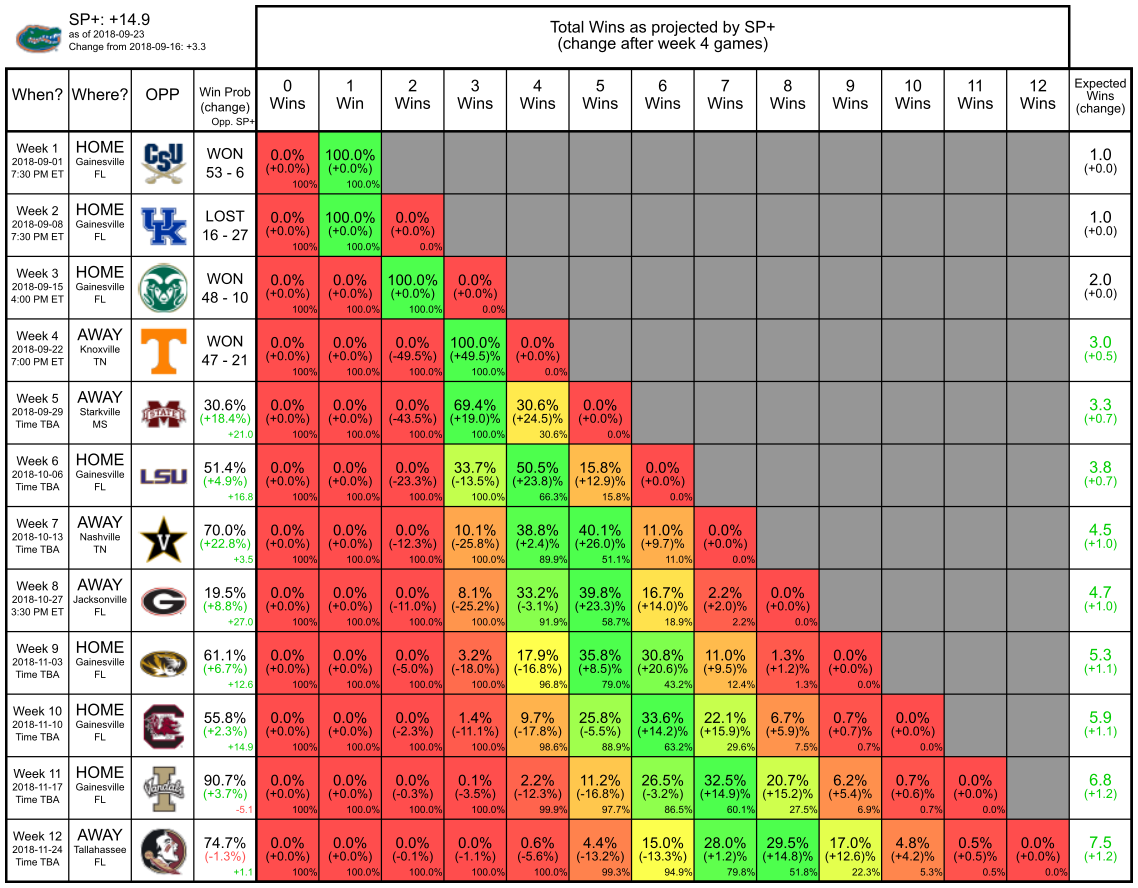 SP+: +14.9
as of 2018-09-23
Change from 2018-09-16: +3.3
Total Wins as projected by SP+
(change after week 4 games)
When? Where? OPP Win Prob (change) Opp. SP+ 0 Wins 1 Win 2 Wins 3 Wins 4 Wins 5 Wins 6 Wins 7 Wins 8 Wins 9 Wins 10 Wins 11 Wins 12 Wins Expected Wins (change)
Week 1 HOME CSU WON 0.0% 100.0% 1.0
2018-09-01 Gainesville 53 - 6 (+0.0%) (+0.0%) (+0.0)
7:30 PM ET FL 100% 100.0%
Week 2 HOME UK LOST 0.0% 100.0% 0.0% 1.0
2018-09-08 Gainesville 16 - 27 (+0.0%) (+0.0%) (+0.0%) (+0.0)
7:30 PM ET FL 100% 100.0% 0.0%
Week 3 HOME WON 0.0% 0.0% 100.0% 0.0% 2.0
2018-09-15 Gainesville 48 - 10 (+0.0%) (+0.0%) (+0.0%) (+0.0%) (+0.0)
4:00 PM ET FL 100% 100.0% 100.0% 0.0%
Week 4 AWAY T WON 0.0% 0.0% 0.0% 100.0% 0.0% 3.0
2018-09-22 Knoxville 47 - 21 (+0.0%) (+0.0%) (-49.5%) (+49.5)% (+0.0%) (+0.5)
7:00 PM ET TN 100% 100.0% 100.0% 100.0% 0.0%
Week 5 AWAY STATE 30.6% 0.0% 0.0% 0.0% 69.4% 30.6% 0.0% 3.3
2018-09-29 Starkville (+18.4%) (+0.0%) (+0.0%) (-43.5%) (+19.0)% (+24.5)% (+0.0%) (+0.7)
Time TBA MS +21.0 100% 100.0% 100.0% 100.0% 30.6% 0.0%
Week 6 HOME LSU 51.4% 0.0% 0.0% 0.0% 33.7% 50.5% 15.8% 0.0% 3.8
2018-10-06 Gainesville (+4.9%) (+0.0%) (+0.0%) (-23.3%) (-13.5%) (+23.8)% (+12.9)% (+0.0%) (+0.7)
Time TBA FL +16.8 100% 100.0% 100.0% 100.0% 66.3% 15.8% 0.0%
Week 7 AWAY V 70.0% 0.0% 0.0% 0.0% 10.1% 38.8% 40.1% 11.0% 0.0% 4.5
2018-10-13 Nashville (+22.8%) (+0.0%) (+0.0%) (-12.3%) (-25.8%) (+2.4)% (+26.0)% (+9.7)% (+0.0%) (+1.0)
Time TBA TN +3.5 100% 100.0% 100.0% 100.0% 89.9% 51.1% 11.0% 0.0%
Week 8 AWAY G 19.5% 0.0% 0.0% 0.0% 8.1% 33.2% 39.8% 16.7% 2.2% 0.0% 4.7
2018-10-27 Jacksonville (+8.8%) (+0.0%) (+0.0%) (-11.0%) (-25.2%) (-3.1%) (+23.3)% (+14.0)% (+2.0)% (+0.0%) (+1.0)
3:30 PM ET FL +27.0 100% 100.0% 100.0% 100.0% 91.9% 58.7% 18.9% 2.2% 0.0%
Week 9 HOME 61.1% 0.0% 0.0% 0.0% 3.2% 17.9% 35.8% 30.8% 11.0% 1.3% 0.0% 5.3
2018-11-03 Gainesville (+6.7%) (+0.0%) (+0.0%) (-5.0%) (-18.0%) (-16.8%) (+8.5)% (+20.6)% (+9.5)% (+1.2)% (+0.0%) (+1.1)
Time TBA FL +12.6 100% 100.0% 100.0% 100.0% 96.8% 79.0% 43.2% 12.4% 1.3% 0.0%
Week 10 HOME 55.8% 0.0% 0.0% 0.0% 1.4% 9.7% 25.8% 33.6% 22.1% 6.7% 0.7% 0.0% 5.9
2018-11-10 Gainesville (+2.3%) (+0.0%) (+0.0%) (-2.3%) (-11.1%) (-17.8%) (-5.5%) (+14.2)% (+15.9)% (+5.9)% (+0.7)% (+0.0%) (+1.1)
Time TBA FL +14.9 100% 100.0% 100.0% 100.0% 98.6% 88.9% 63.2% 29.6% 7.5% 0.7% 0.0%
Week 11 HOME I Vandals 90.7% 0.0% 0.0% 0.0% 0.1% 2.2% 11.2% 26.5% 32.5% 20.7% 6.2% 0.7% 0.0% 6.8
2018-11-17 Gainesville (+3.7%) (+0.0%) (+0.0%) (-0.3%) (-3.5%) (-12.3%) (-16.8%) (-3.2%) (+14.9)% (+15.2)% (+5.4)% (+0.6)% (+0.0%) (+1.2)
Time TBA FL -5.1 100% 100.0% 100.0% 100.0% 99.9% 97.7% 86.5% 60.1% 27.5% 6.9% 0.7% 0.0%
Week 12 AWAY 74.7% 0.0% 0.0% 0.0% 0.0% 0.6% 4.4% 15.0% 28.0% 29.5% 17.0% 4.8% 0.5% 0.0% 7.5
2018-11-24 Tallahassee (-1.3%) (+0.0%) (+0.0%) (-0.1%) (-1.1%) (-5.6%) (-13.2%) (-13.3%) (+1.2)% (+14.8)% (+12.6)% (+4.2)% (+0.5)% (+0.0%) (+1.2)
Time TBA FL +1.1 100% 100.0% 100.0% 100.0% 100.0% 99.3% 94.9% 79.8% 51.8% 22.3% 5.3% 0.5% 0.0%